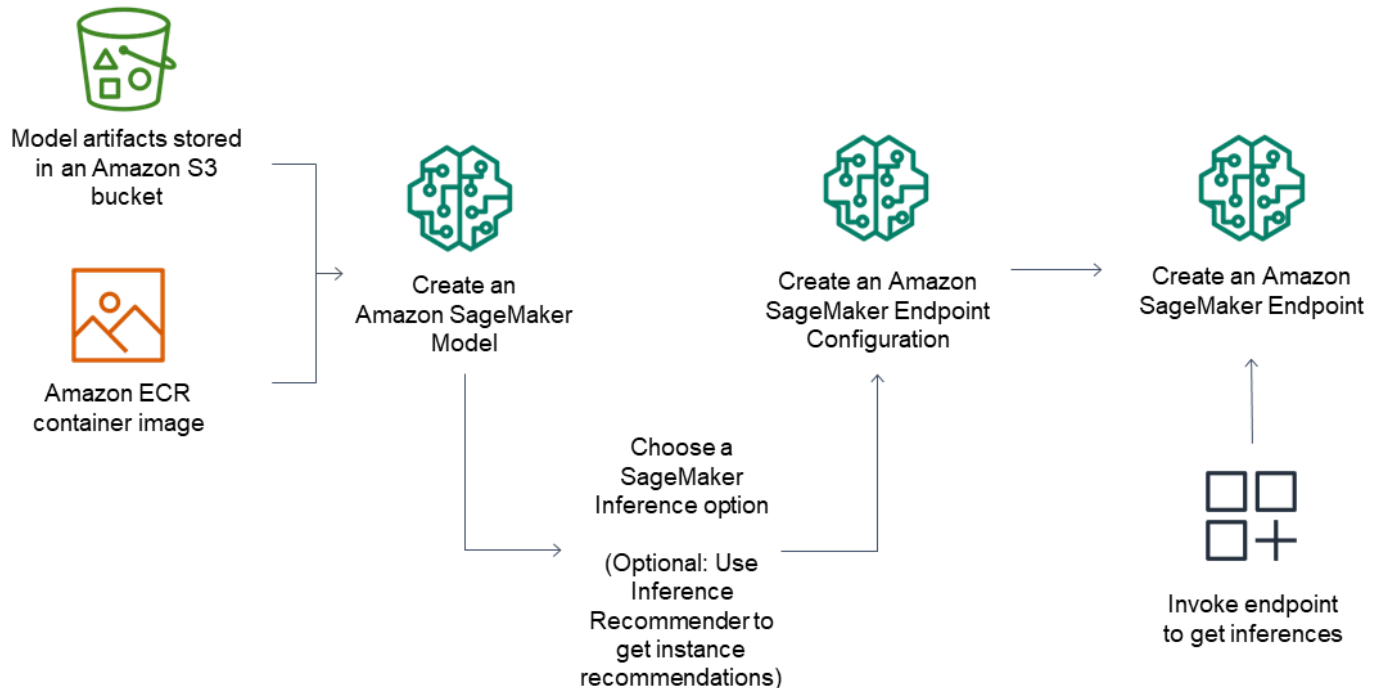 Model artifacts stored
in an Amazon S3
bucket
Amazon ECR
container image
Create an
Amazon SageMaker
Model
Choose a
SageMaker
Inference option
(Optional: Use
Inference
Recommender to
get instance
recommendations)
Create an Amazon
SageMaker Endpoint
Configuration
Create an Amazon
SageMaker Endpoint
Invoke endpoint
to get inferences